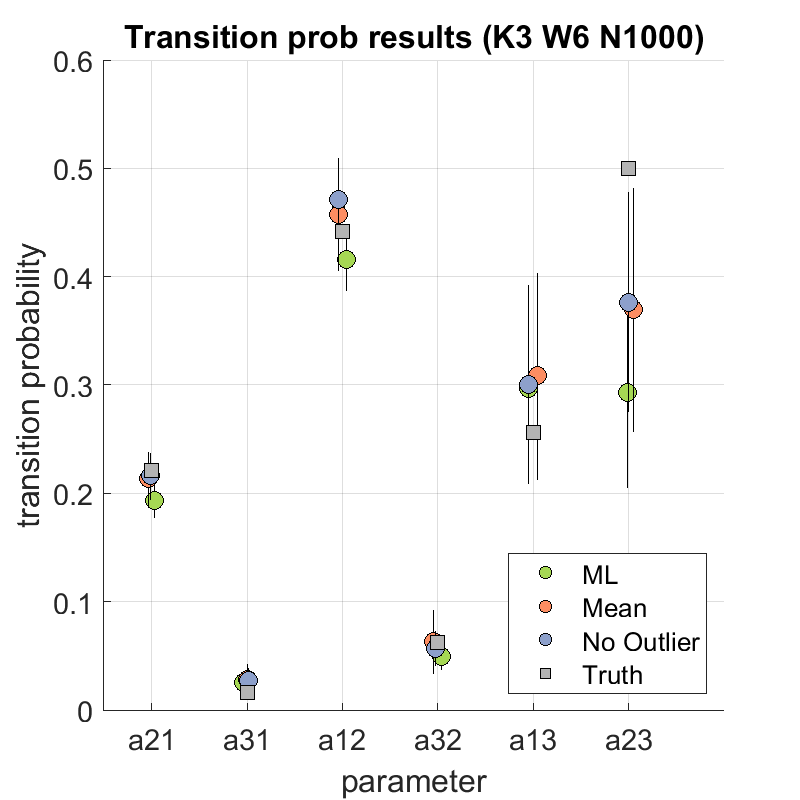 Transition prob results (K3 W6 N1000)
0.6
0.5
0.4
0.3
0.2
0.1
0
transition probability
ML
Mean
No Outlier
Truth
a21 a31 a12 a32 a13 a23
parameter